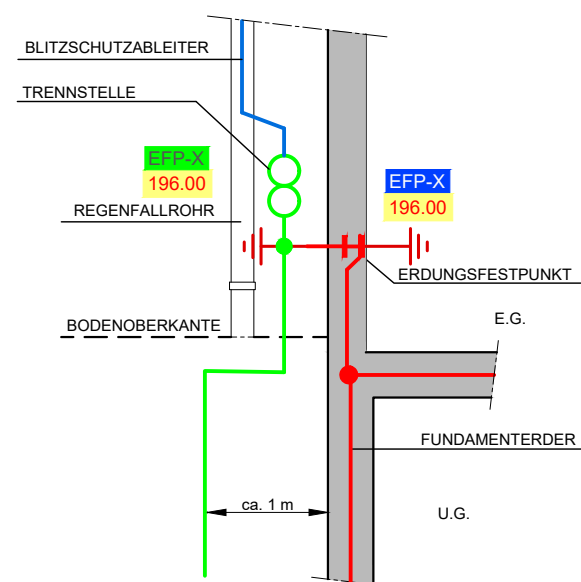 BLITZSCHUTZABLEITER
TRENNSTELLE
EFP-X
196.00
EFP-X
196.00
REGENFALLROHR
ERDUNGSFESTPUNKT
E.G.
BODENOBERKANTE
FUNDAMENTERDER
ca. 1 m
U.G.